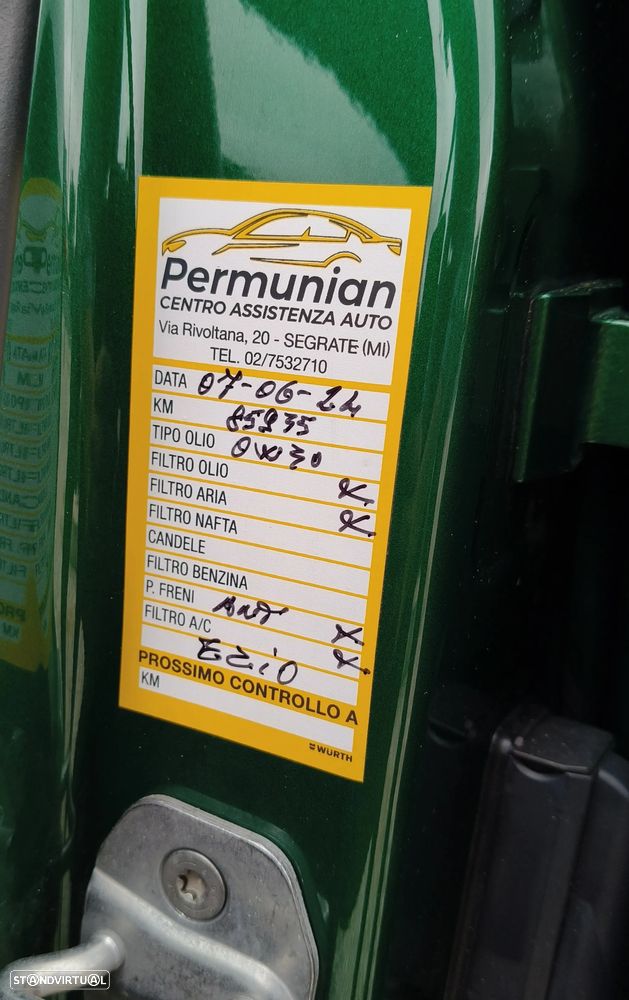 Permunian
CENTRO ASSISTENZA AUTO
Via Rivoltana, 20 - SEGRATE (MI)
TEL. 02/7532710
DATA 07-06-24
KM 85935
TIPO OLIO 0W30
FILTRO OLIO X
FILTRO ARIA X
FILTRO NAFTA
CANDELE
FILTRO BENZINA
P. FRENI ANT X
FILTRO A/C X
EZIO
PROSSIMO CONTROLLO A
KM
WÜRTH
STANDVIRTUAL